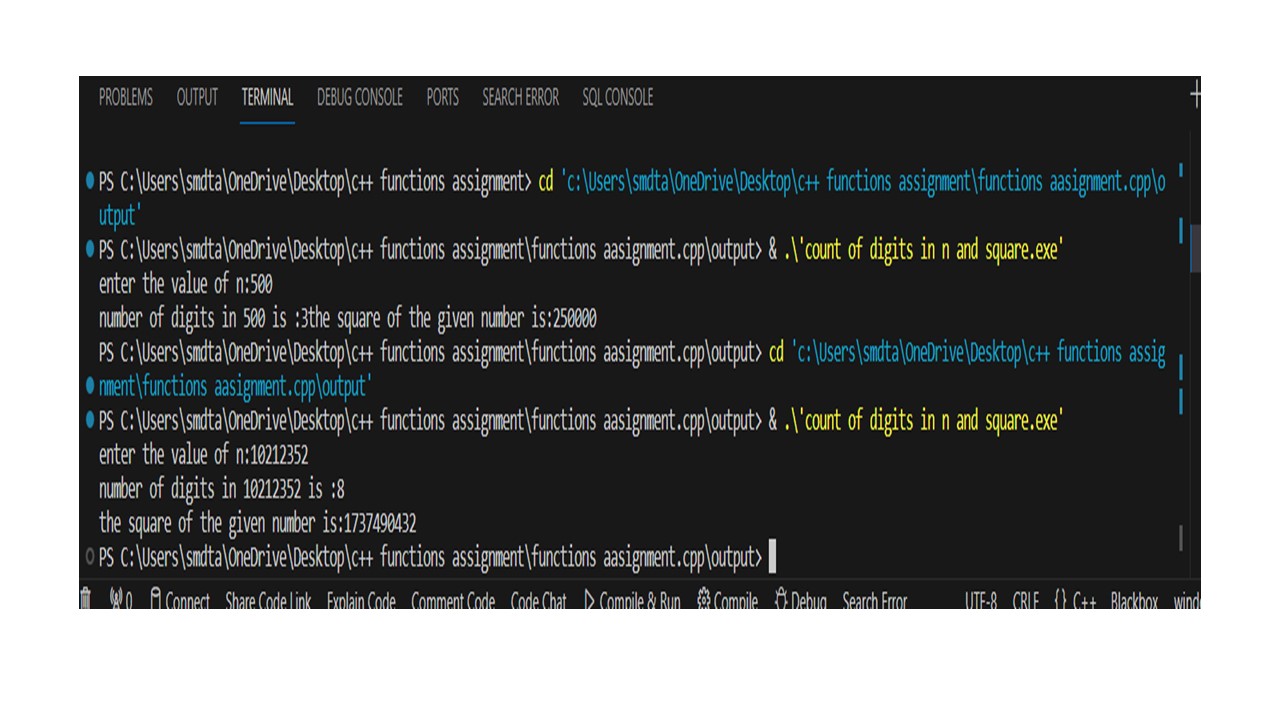 PROBLEMS OUTPUT TERMINAL DEBUG CONSOLE PORTS SEARCH ERROR SQL CONSOLE
PS C:\Users\smdta\OneDrive\Desktop\c++ functions assignment> cd 'c:\Users\smdta\OneDrive\Desktop\c++ functions assignment\functions aasignment.cpp\o
utput'
PS C:\Users\smdta\OneDrive\Desktop\c++ functions assignment\functions aasignment.cpp\output> & .\'count of digits in n and square.exe'
enter the value of n:500
number of digits in 500 is :3the square of the given number is:250000
PS C:\Users\smdta\OneDrive\Desktop\c++ functions assignment\functions aasignment.cpp\output> cd 'c:\Users\smdta\OneDrive\Desktop\c++ functions assig
nment\functions aasignment.cpp\output'
PS C:\Users\smdta\OneDrive\Desktop\c++ functions assignment\functions aasignment.cpp\output> & .\'count of digits in n and square.exe'
enter the value of n:10212352
number of digits in 10212352 is :8
the square of the given number is:1737490432
PS C:\Users\smdta\OneDrive\Desktop\c++ functions assignment\functions aasignment.cpp\output>
0 Connect Share Code Link Explain Code Comment Code Code Chat Compile & Run Compile Debug Search Error UTF-8 CRLF {} C++ Blackbox